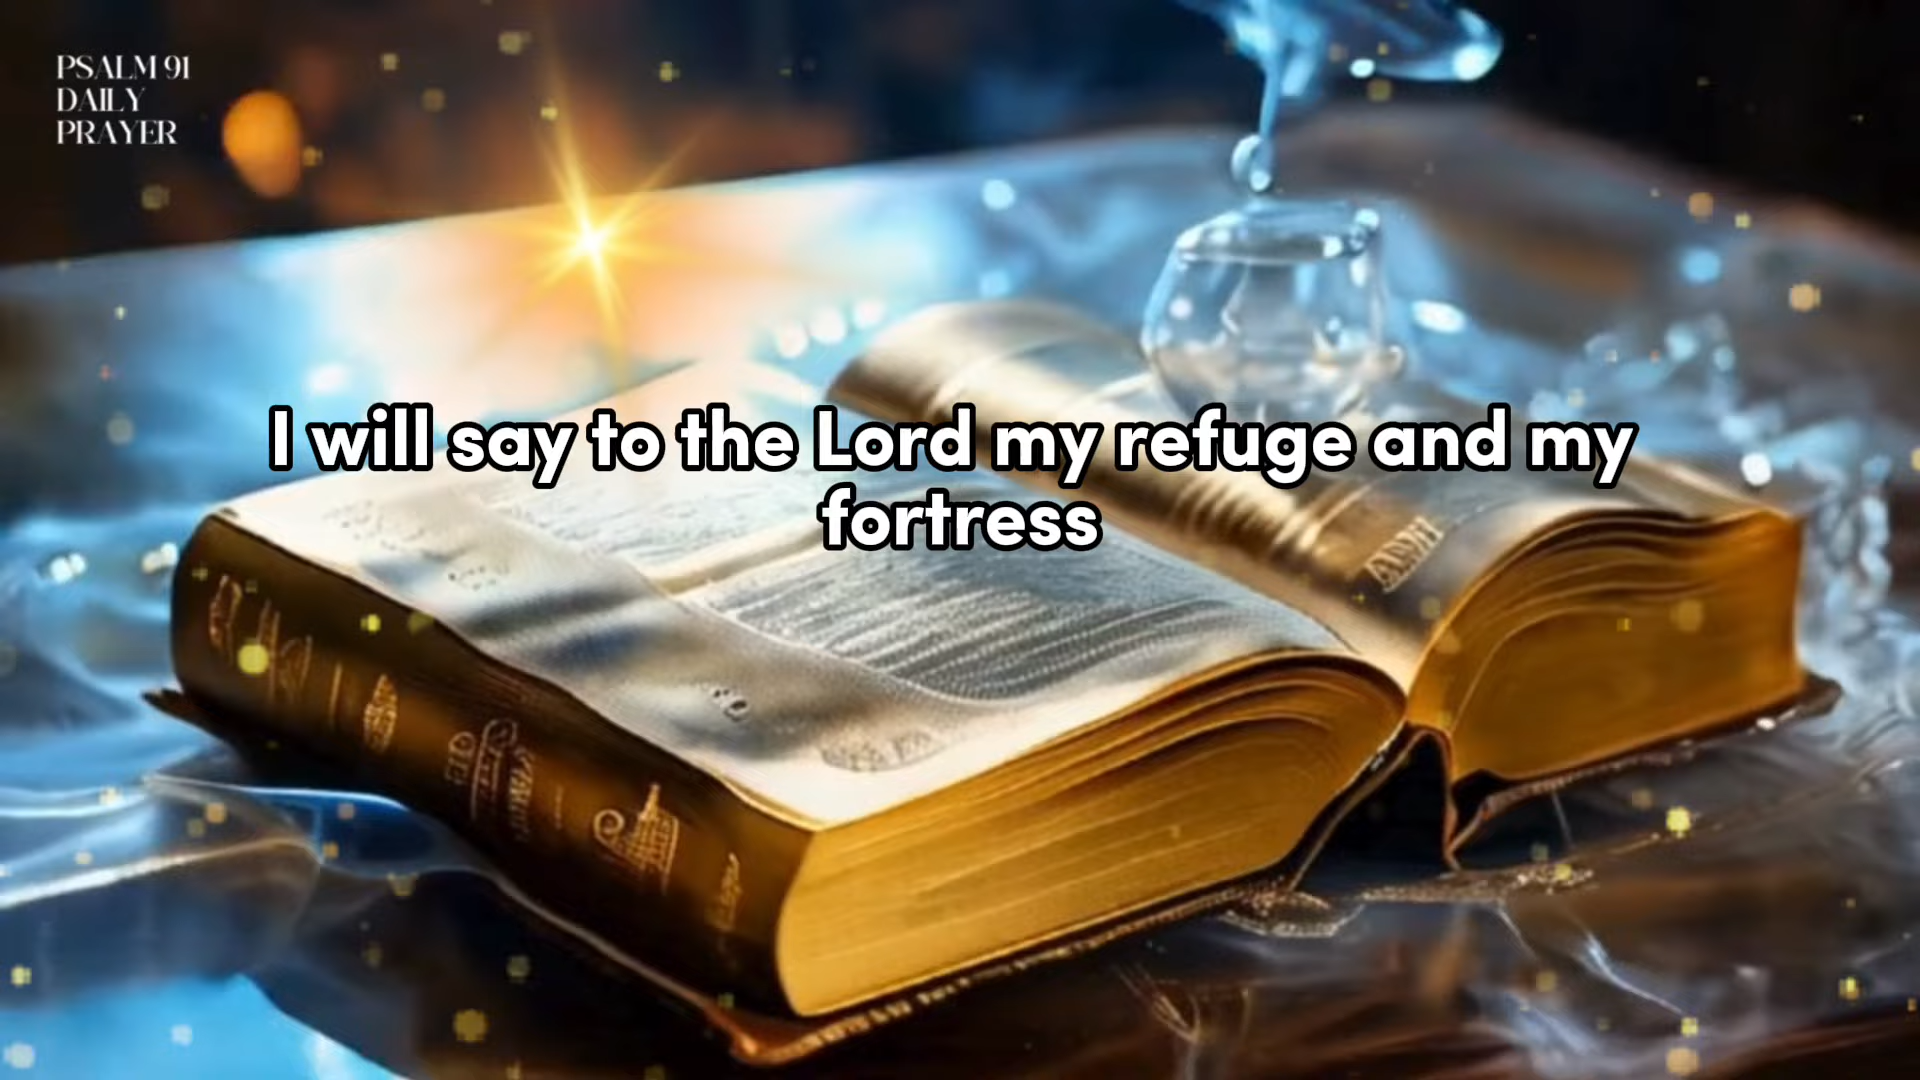 PSALM 91
DAILY
PRAYER
I will say to the Lord my refuge and my
fortress